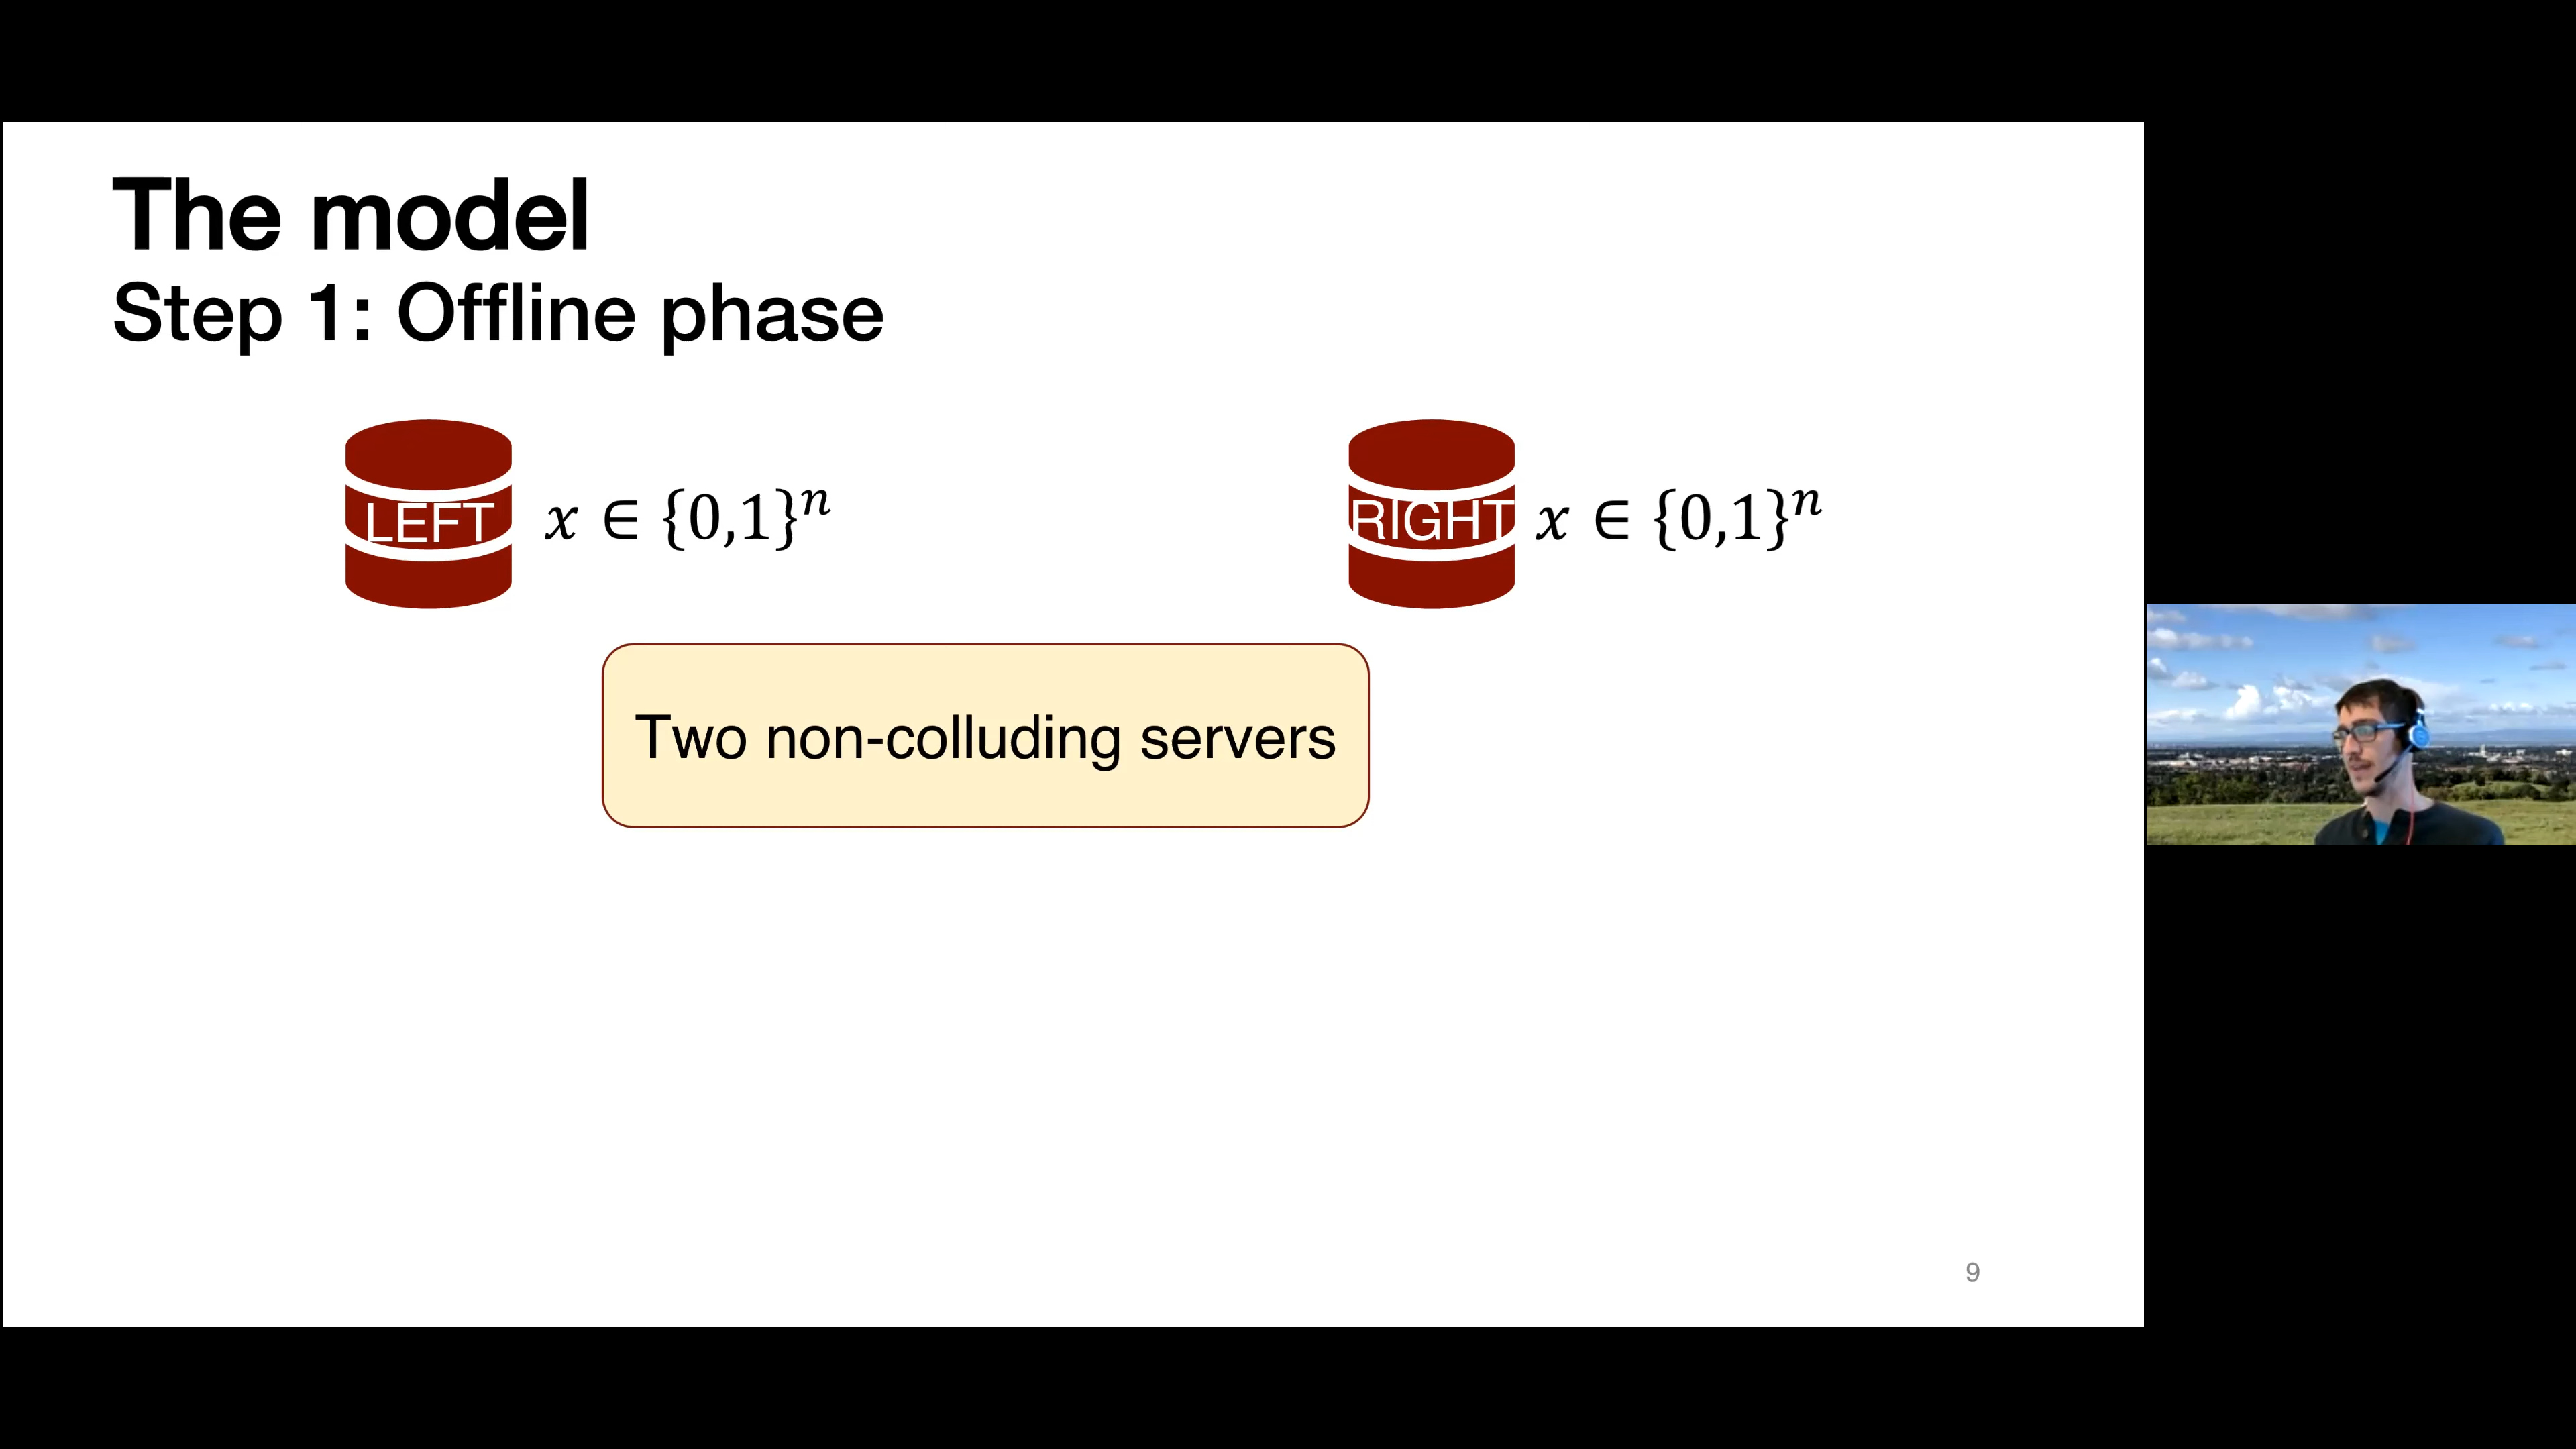 The model
Step 1: Offline phase
LEFT
x ∈ {0,1}ⁿ
RIGHT
x ∈ {0,1}ⁿ
Two non-colluding servers
9